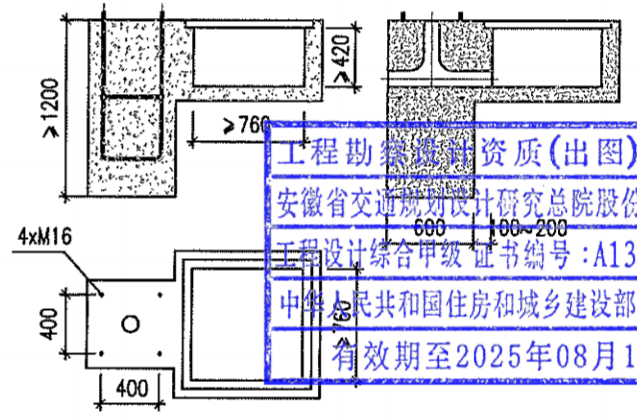 ≥420
≥1200
≥760
工程勘察设计资质(出图)
安徽省交通规划设计研究总院股份
600
100~200
4xM16
工程设计综合甲级 证书编号:A13
中华人民共和国住房和城乡建设部
400
≥760
有效期至2025年08月1
400